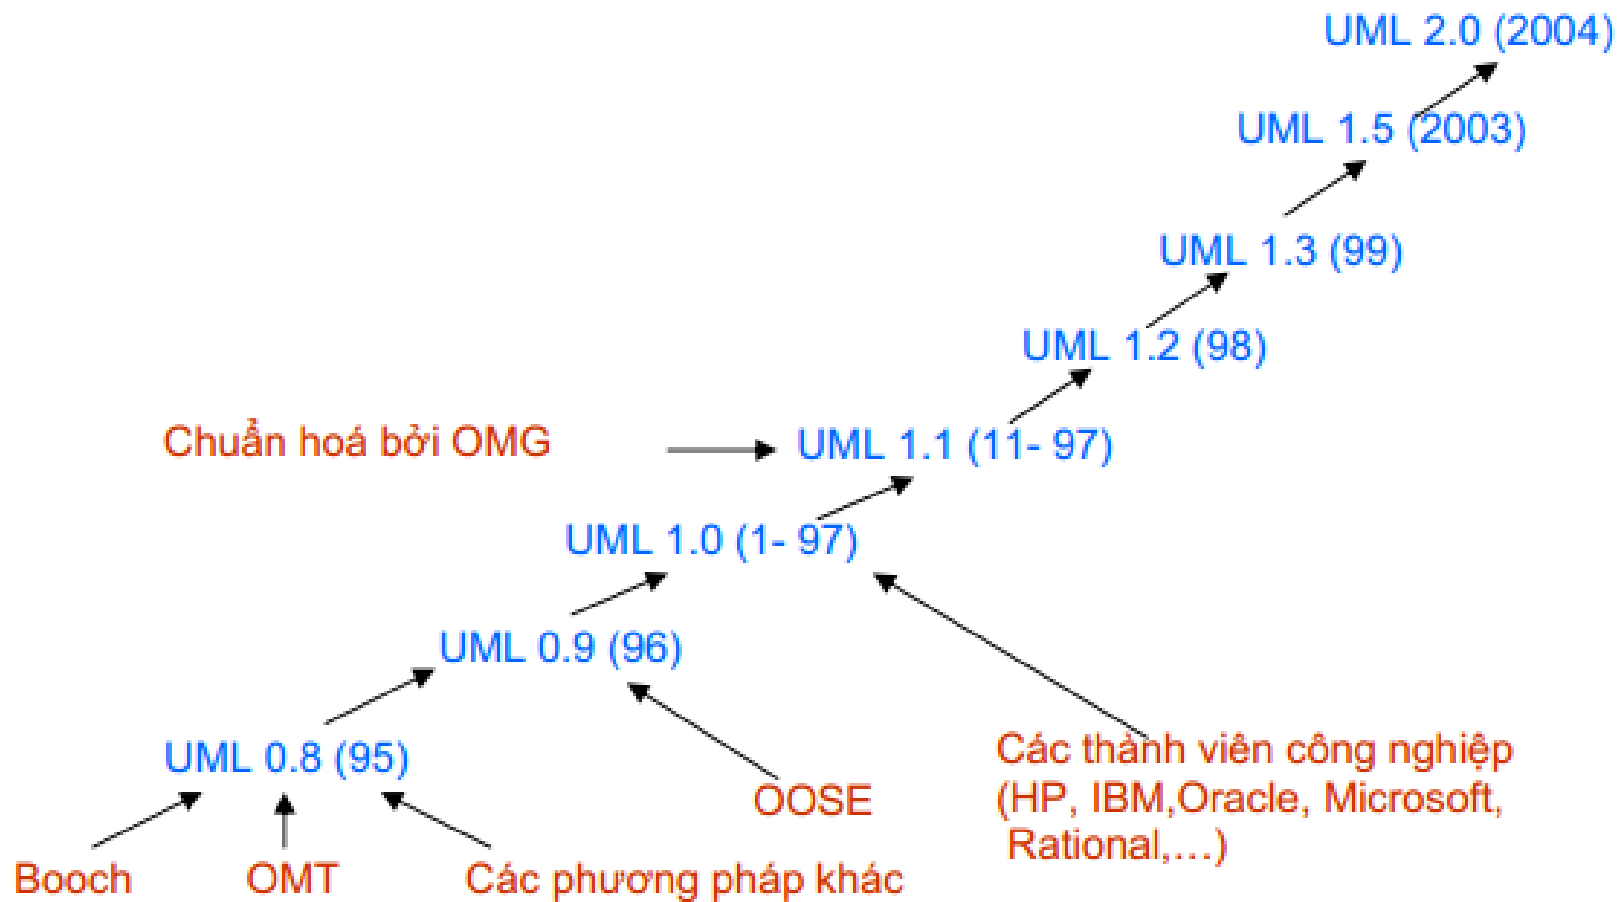 UML 2.0 (2004)
UML 1.5 (2003)
UML 1.3 (99)
UML 1.2 (98)
Chuẩn hoá bởi OMG
UML 1.1 (11- 97)
UML 1.0 (1- 97)
UML 0.9 (96)
UML 0.8 (95)
OOSE
Các thành viên công nghiệp
(HP, IBM,Oracle, Microsoft,
Rational,...)
Booch
OMT
Các phương pháp khác